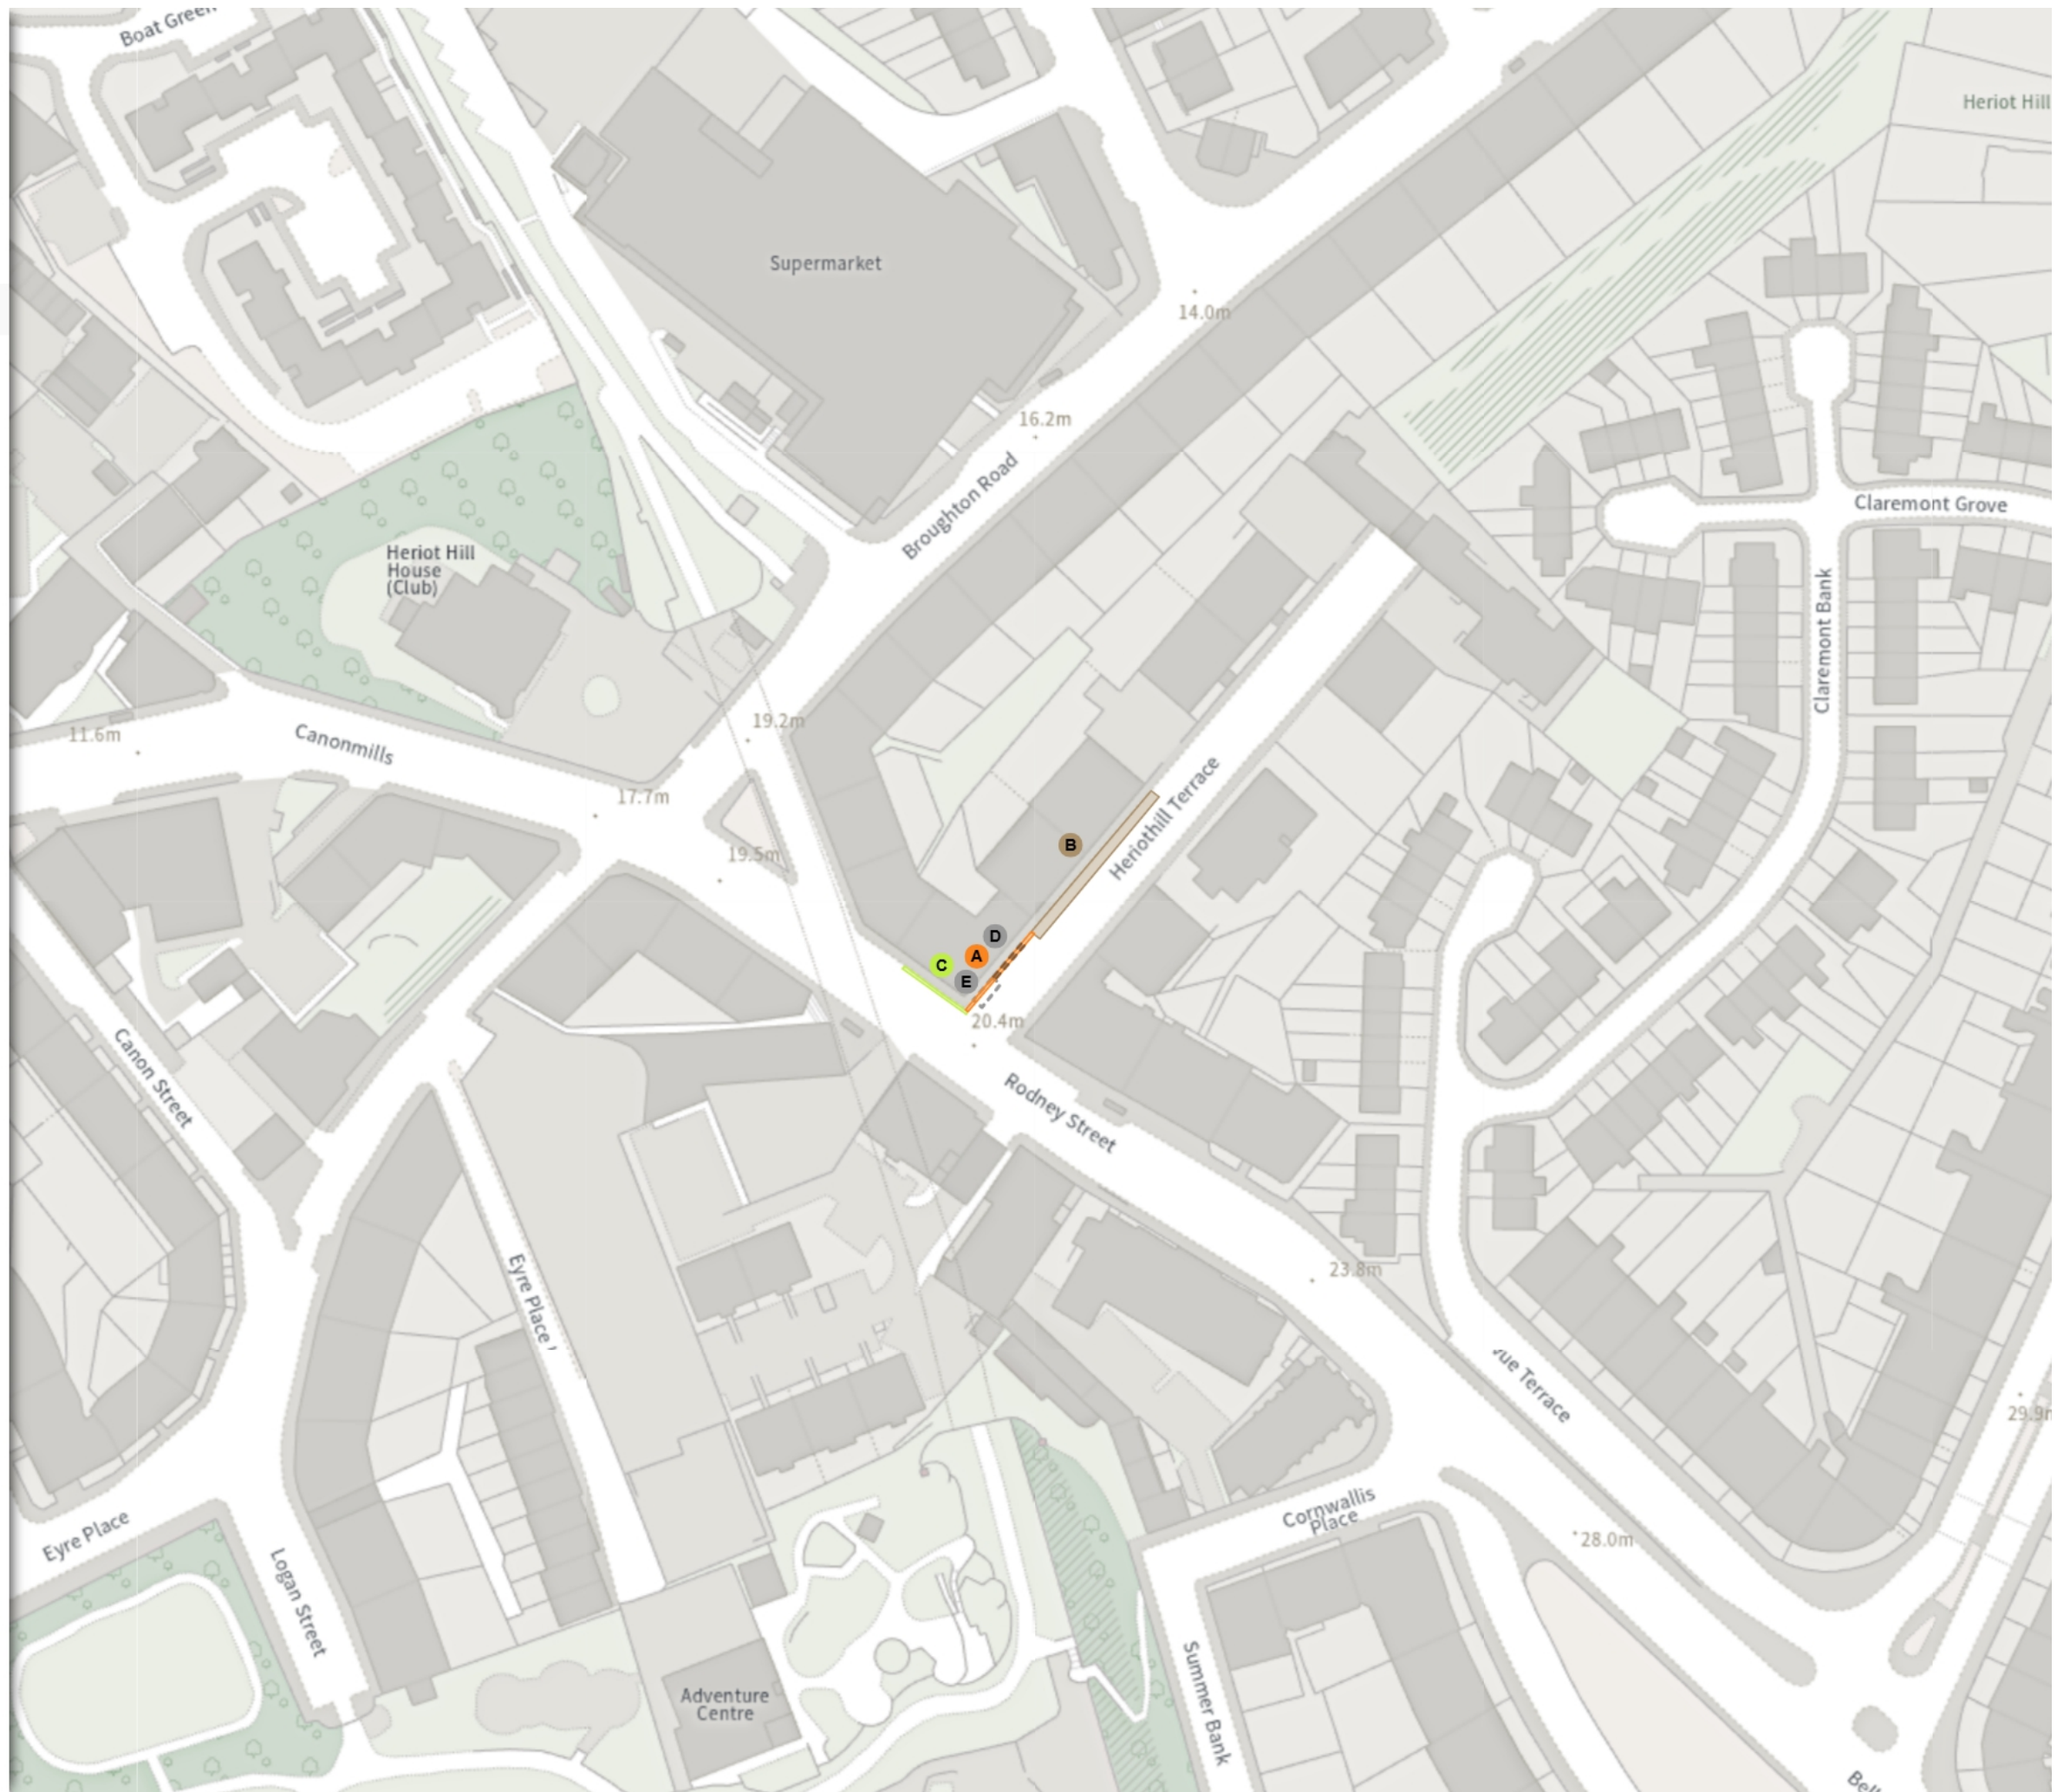 Boat Green
Heriot Hill
Supermarket
14.0m
16.2m
Broughton Road
Claremont Grove
Heriot Hill
House
(Club)
Claremont Bank
19.2m
11.6m
Canonmills
17.7m
19.5m
Heriothill Terrace
B
D
A
C
E
20.4m
Canon Street
Rodney Street
23.8m
Eyre Place
ue Terrace
29.9
Cornwallis
Place
Eyre Place
28.0m
Logan Street
Summer Bank
Adventure
Centre
Bell